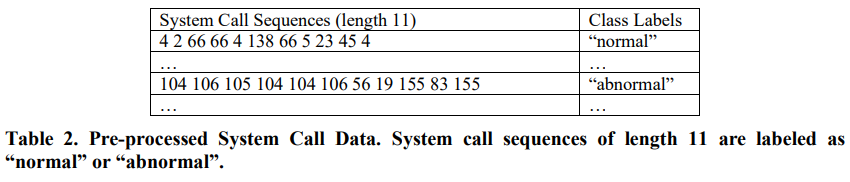 System Call Sequences (length 11) Class Labels
4 2 66 66 4 138 66 5 23 45 4 “normal”
… …
104 106 105 104 104 106 56 19 155 83 155 “abnormal”
… …
Table 2. Pre-processed System Call Data. System call sequences of length 11 are labeled as
“normal” or “abnormal”.